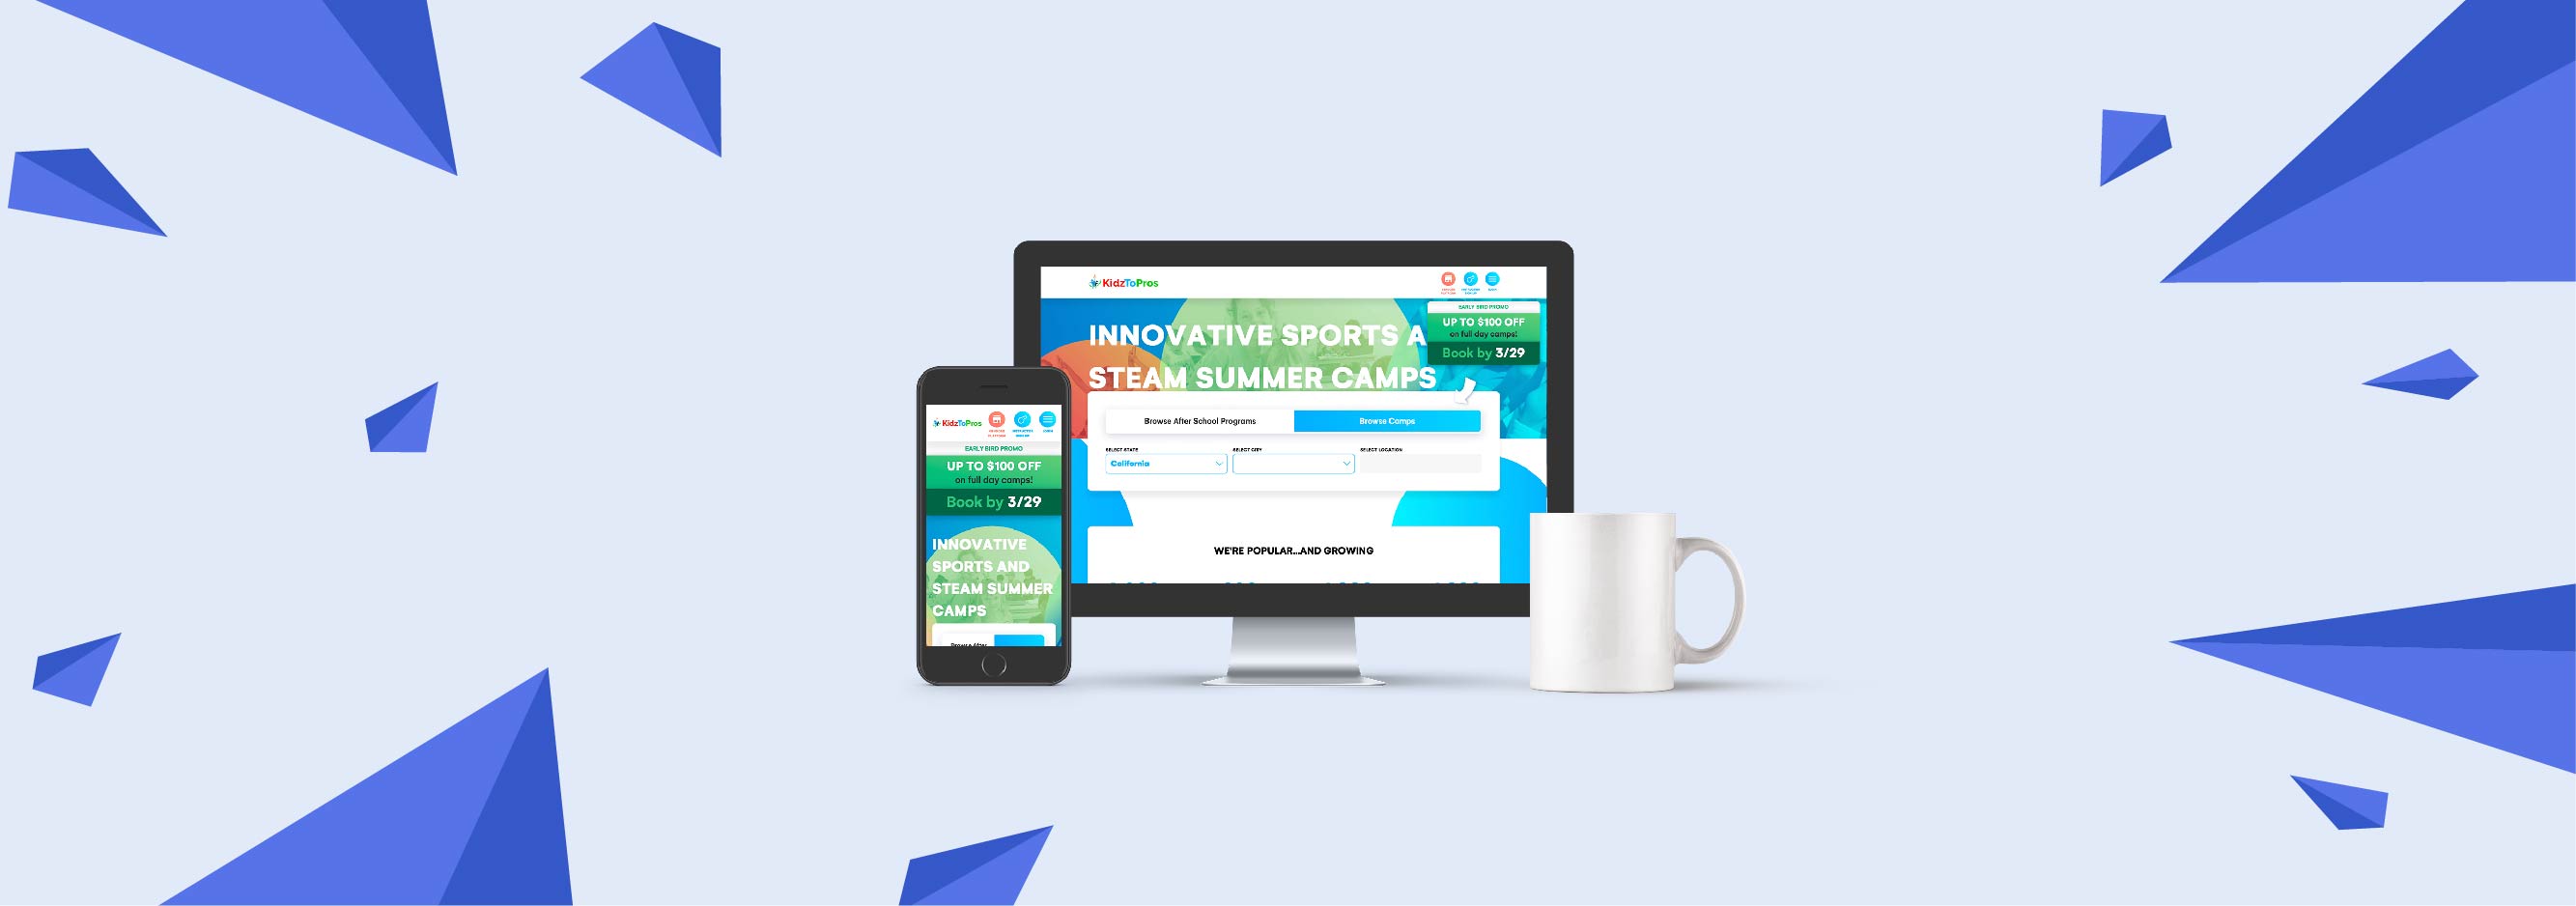 KidzToPros
EARLY BIRD PROMO
UP TO $100 OFF
on full day camps!
Book by 3/29
INNOVATIVE SPORTS A
STEAM SUMMER CAMPS
Browse After School Programs
Browse Camps
SELECT STATE
SELECT CITY
SELECT LOCATION
California
WE'RE POPULAR...AND GROWING
KidzToPros
EARLY BIRD PROMO
UP TO $100 OFF
on full day camps!
Book by 3/29
INNOVATIVE
SPORTS AND
STEAM SUMMER
CAMPS
Browse After